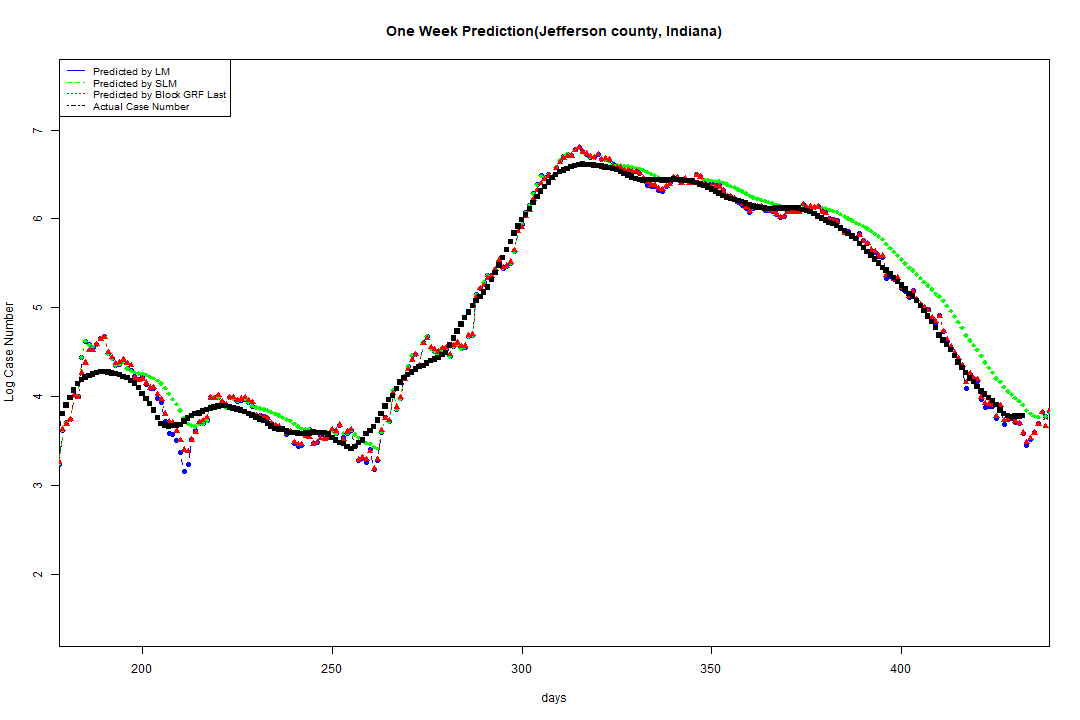 One Week Prediction(Jefferson county, Indiana)
Predicted by LM
Predicted by SLM
Predicted by Block GRF Last
Actual Case Number
Log Case Number
7
6
5
4
3
2
200 250 300 350 400
days